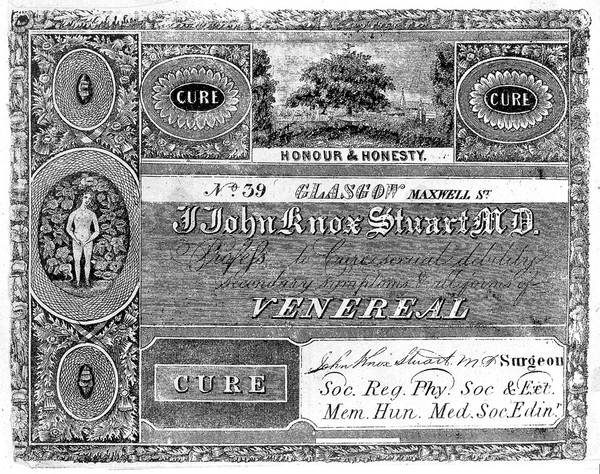 CURE
CURE
HONOUR & HONESTY.
No. 39 GLASGOW MAXWELL ST.
I John Knox Stuart M.D.
Profess to Cure sexual debility
secondary symptoms & all forms of
VENEREAL
CURE
John Knox Stuart. M D Surgeon
Soc. Reg. Phy. Soc & Ext.
Mem. Hun. Med. Soc. Edinr.